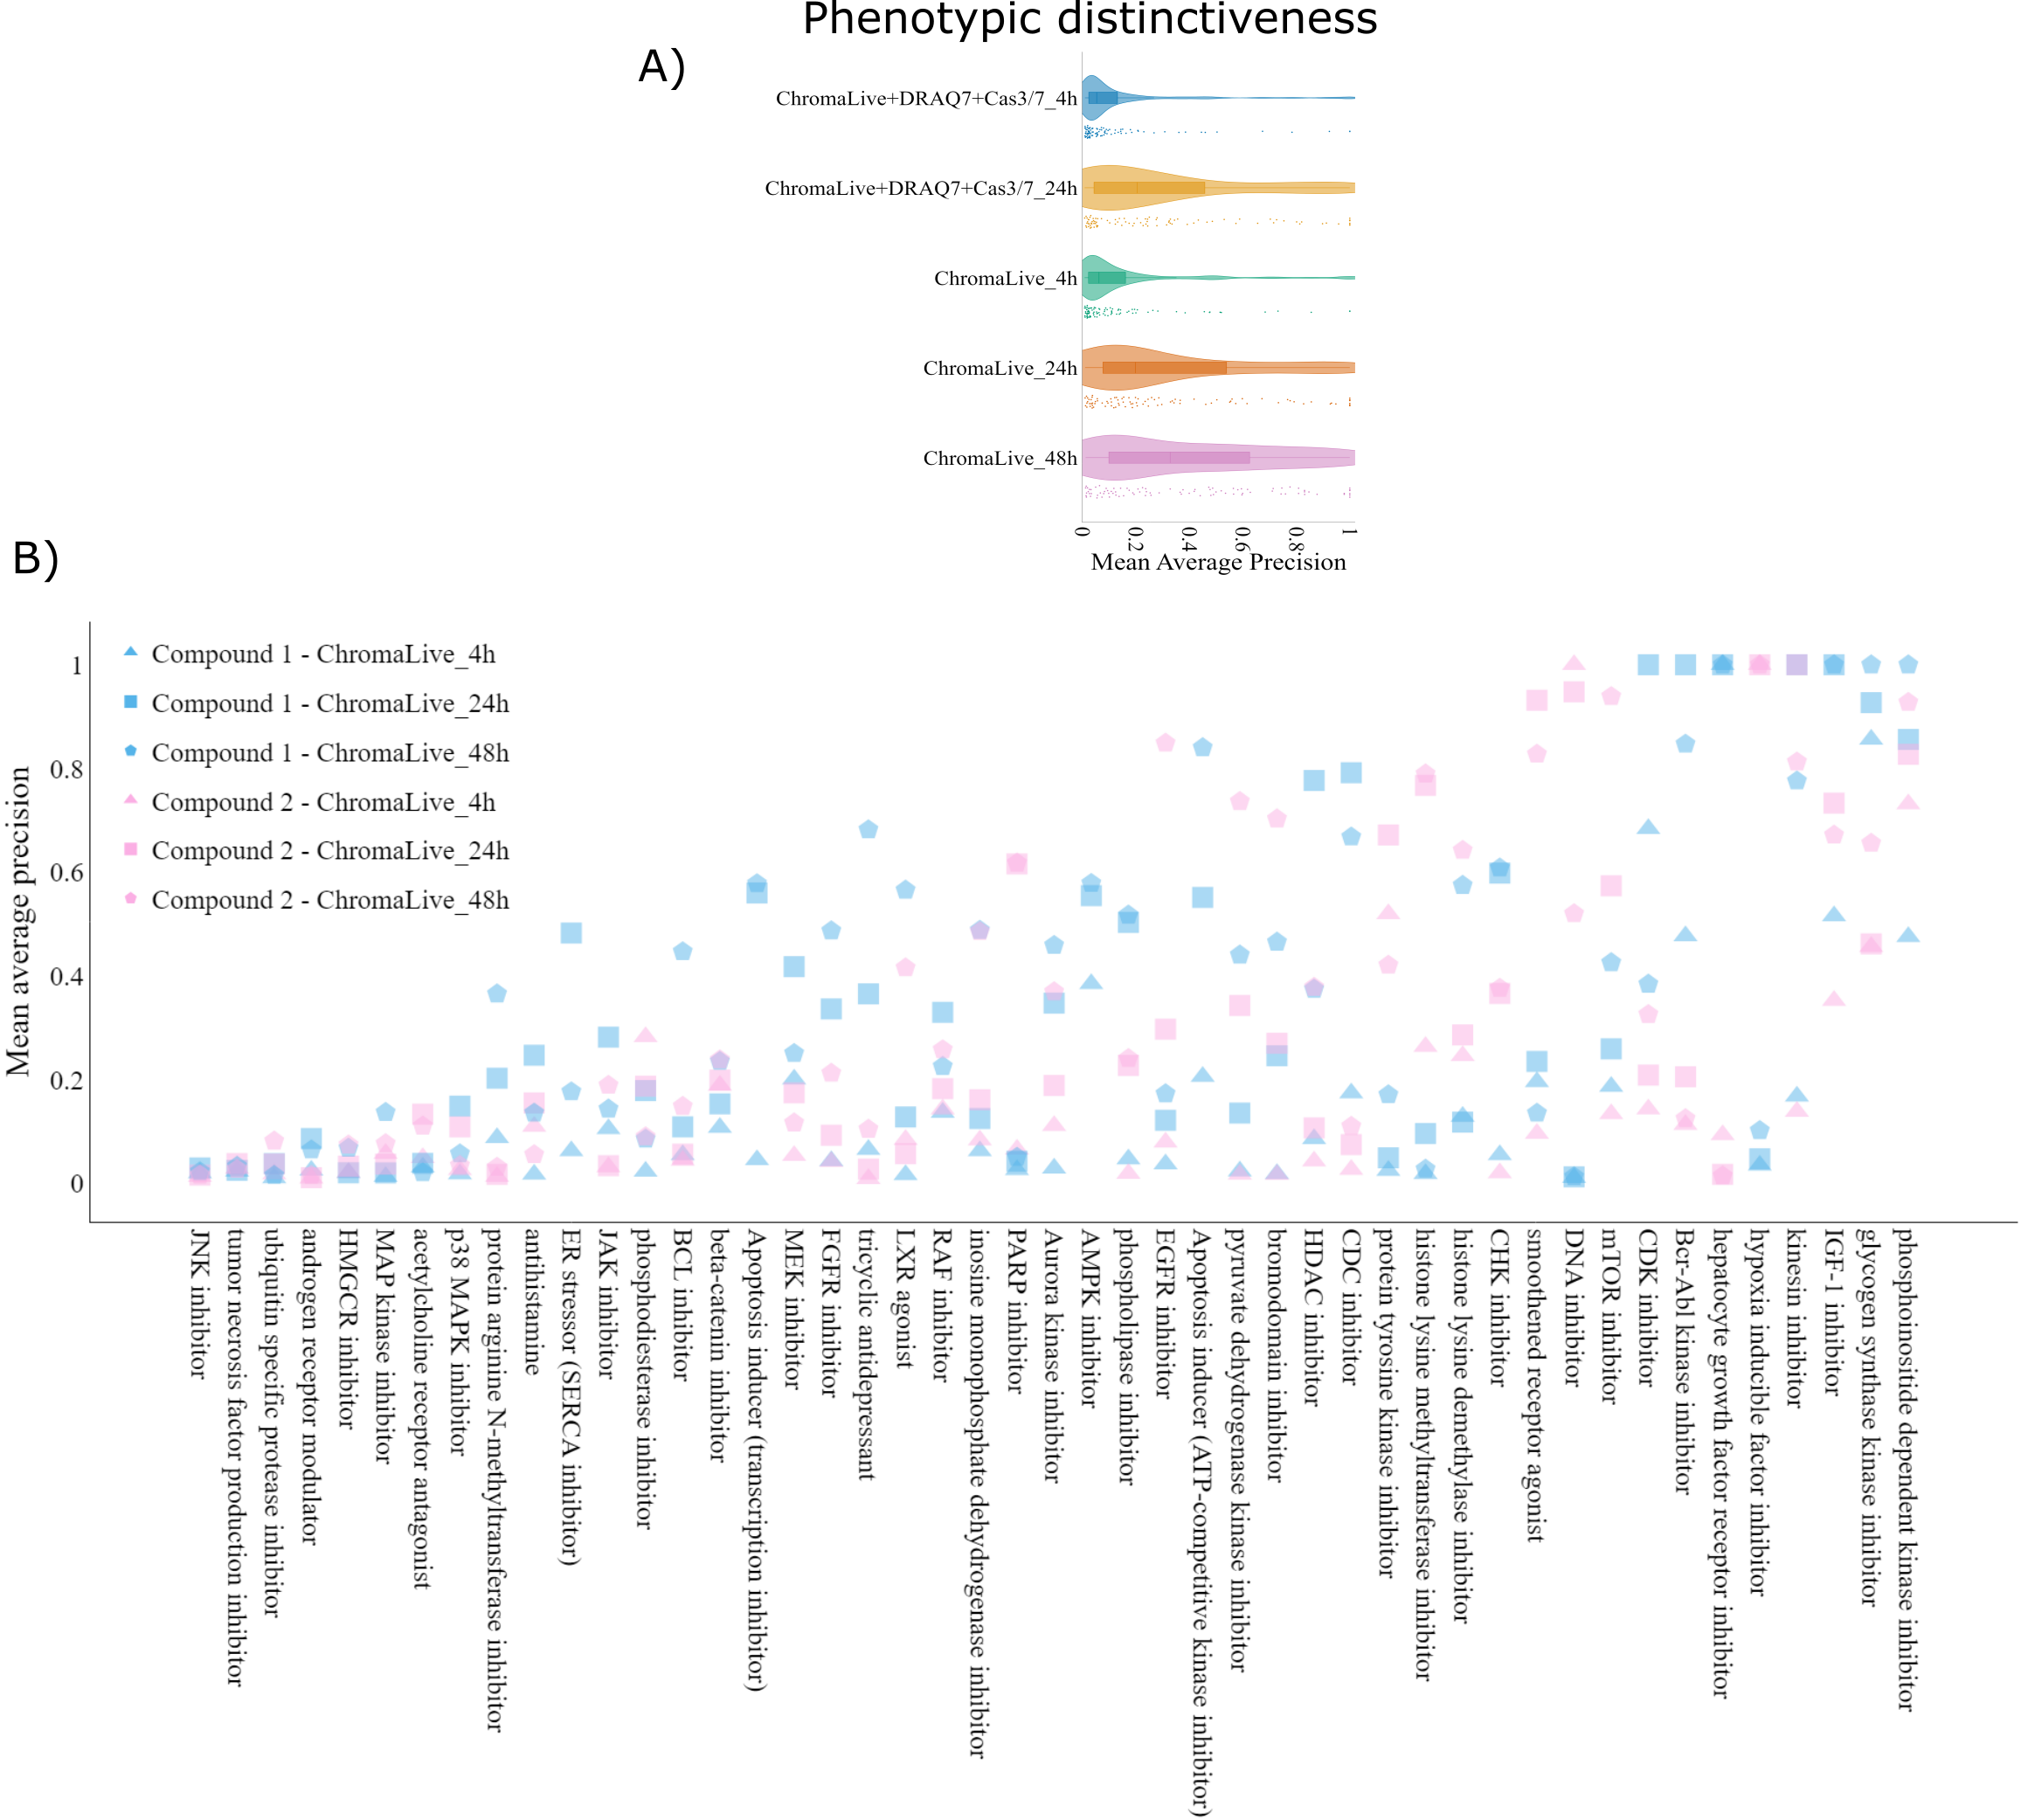 Phenotypic distinctiveness
A)
ChromaLive+DRAQ7+Cas3/7_4h
ChromaLive+DRAQ7+Cas3/7_24h
ChromaLive_4h
ChromaLive_24h
ChromaLive_48h
0 0.2 0.4 0.6 0.8 1
Mean Average Precision
B)
Compound 1 - ChromaLive_4h
Compound 1 - ChromaLive_24h
Compound 1 - ChromaLive_48h
Compound 2 - ChromaLive_4h
Compound 2 - ChromaLive_24h
Compound 2 - ChromaLive_48h
Mean average precision
1
0.8
0.6
0.4
0.2
0
JNK inhibitor
tumor necrosis factor production inhibitor
ubiquitin specific protease inhibitor
androgen receptor modulator
HMGCR inhibitor
MAP kinase inhibitor
acetylcholine receptor antagonist
p38 MAPK inhibitor
protein arginine N-methyltransferase inhibitor
antihistamine
ER stressor (SERCA inhibitor)
JAK inhibitor
phosphodiesterase inhibitor
BCL inhibitor
beta-catenin inhibitor
Apoptosis inducer (transcription inhibitor)
MEK inhibitor
FGFR inhibitor
tricyclic antidepressant
LXR agonist
RAF inhibitor
inosine monophosphate dehydrogenase inhibitor
PARP inhibitor
Aurora kinase inhibitor
AMPK inhibitor
phospholipase inhibitor
EGFR inhibitor
Apoptosis inducer (ATP-competitive kinase inhibitor)
pyruvate dehydrogenase kinase inhibitor
bromodomain inhibitor
HDAC inhibitor
CDC inhibitor
protein tyrosine kinase inhibitor
histone lysine methyltransferase inhibitor
histone lysine demethylase inhibitor
CHK inhibitor
smoothened receptor agonist
DNA inhibitor
mTOR inhibitor
CDK inhibitor
Bcr-Abl kinase inhibitor
hepatocyte growth factor receptor inhibitor
hypoxia inducible factor inhibitor
kinesin inhibitor
IGF-1 inhibitor
glycogen synthase kinase inhibitor
phosphoinositide dependent kinase inhibitor